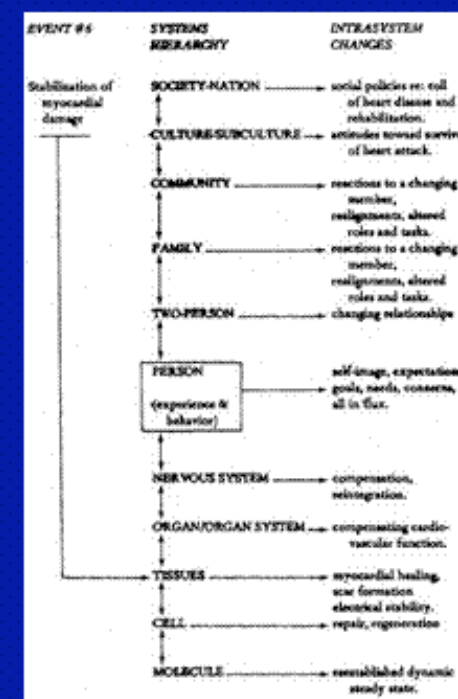 EVENT #6 SYSTEMS INTRASYSTEM
HIERARCHY CHANGES
Stabilization of SOCIETY-NATION social policies re: toll
myocardial of heart disease and
damage rehabilitation.
CULTURE-SUBCULTURE attitudes toward
of heart attack.
COMMUNITY reactions to a changing
member,
realignments, altered
roles and tasks.
FAMILY reactions to a changing
member,
realignments, altered
roles and tasks.
TWO-PERSON changing relationships
PERSON self-image, expectations
(experience & goals, needs, concerns,
behavior) all in flux.
NERVOUS SYSTEM compensation,
reintegration.
ORGAN/ORGAN SYSTEM compensating cardio-
vascular function.
TISSUES myocardial healing,
scar formation
electrical stability.
CELL repair, regeneration
MOLECULE reestablished dynamic
steady state.